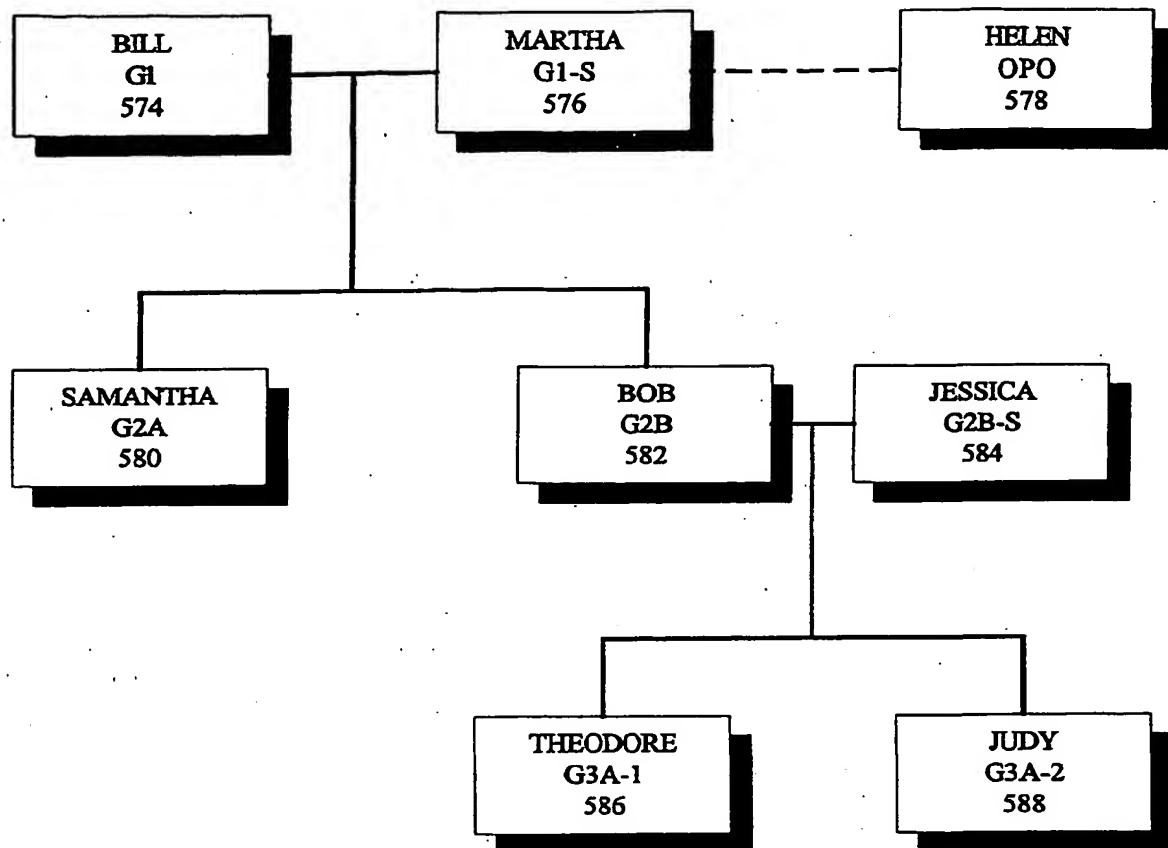 BILL
G1
574
MARTHA
G1-S
576
HELEN
OPO
578
SAMANTHA
G2A
580
BOB
G2B
582
JESSICA
G2B-S
584
THEODORE
G3A-1
586
JUDY
G3A-2
588